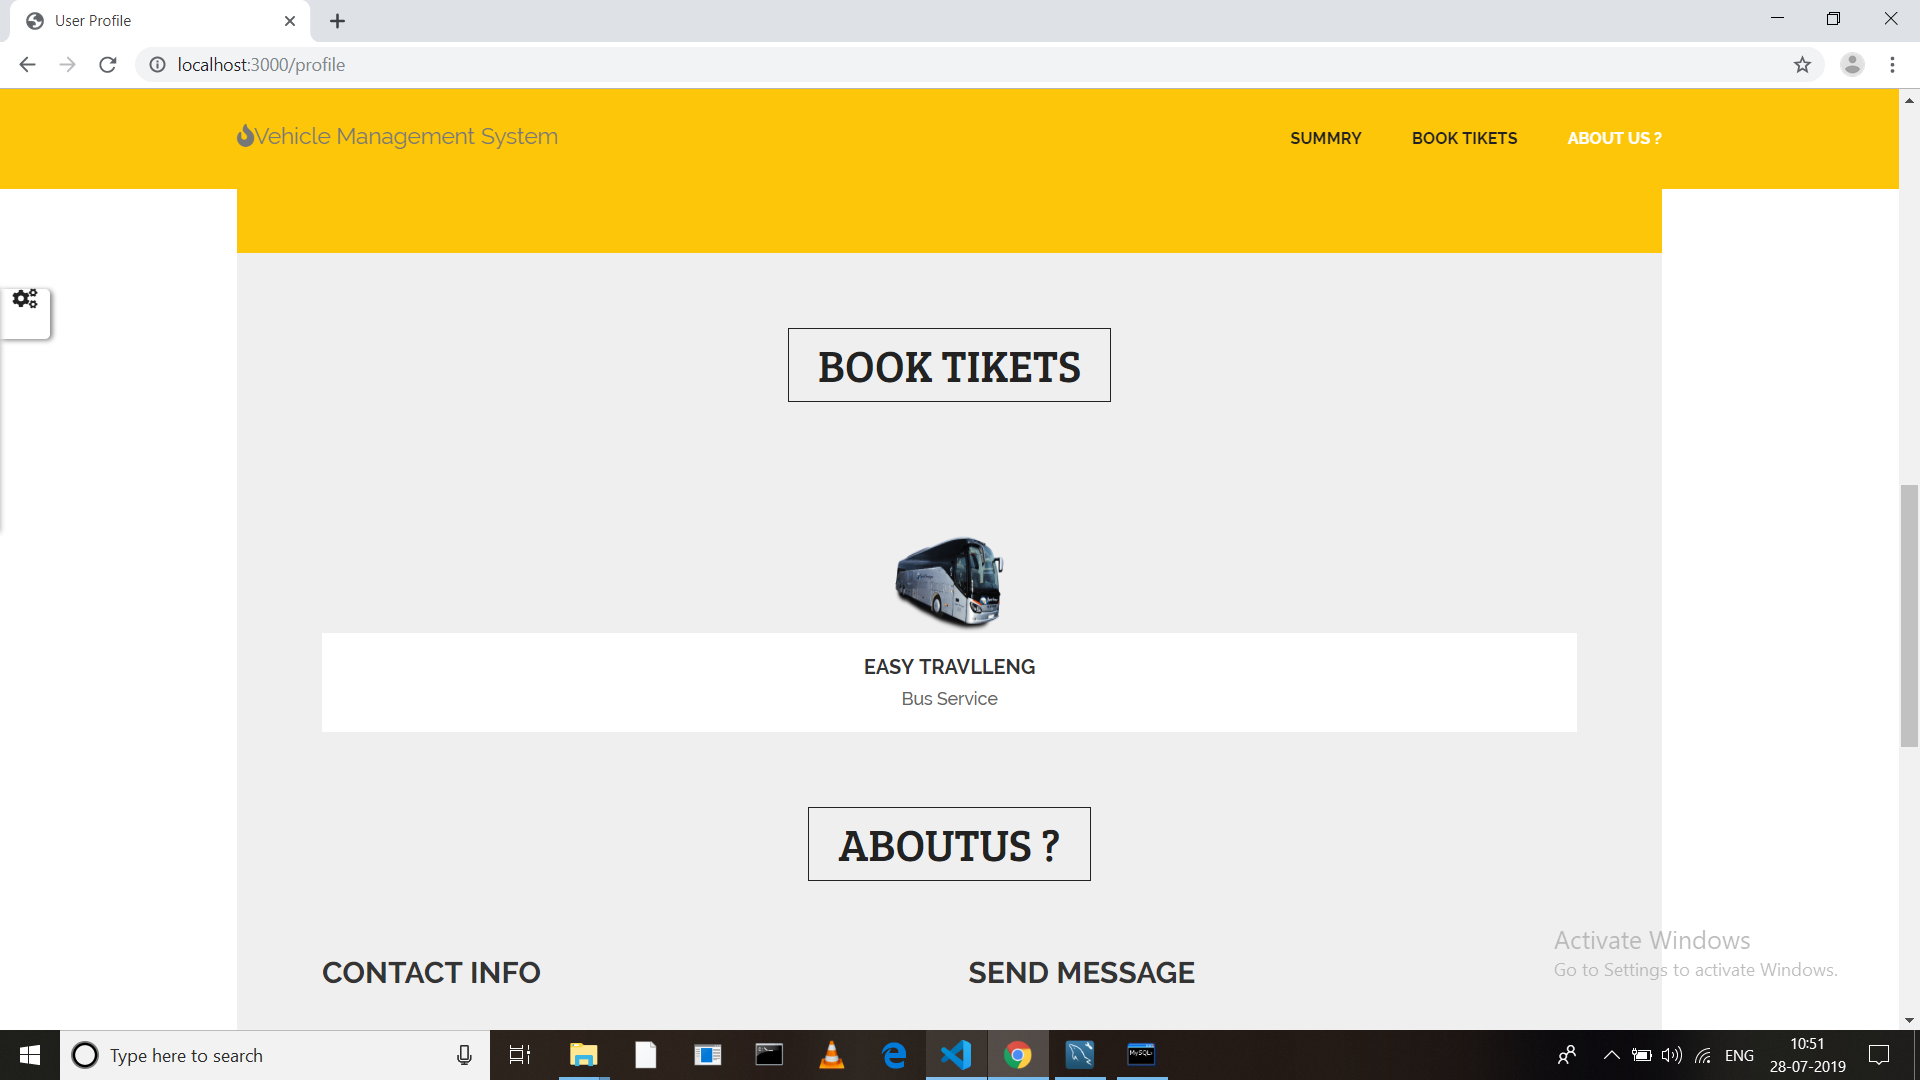 User Profile
localhost:3000/profile
Vehicle Management System
SUMMRY
BOOK TIKETS
ABOUT US ?
BOOK TIKETS
EASY TRAVLLENG
Bus Service
ABOUTUS ?
CONTACT INFO
SEND MESSAGE
Activate Windows
Go to Settings to activate Windows.
Type here to search
ENG
10:51
28-07-2019